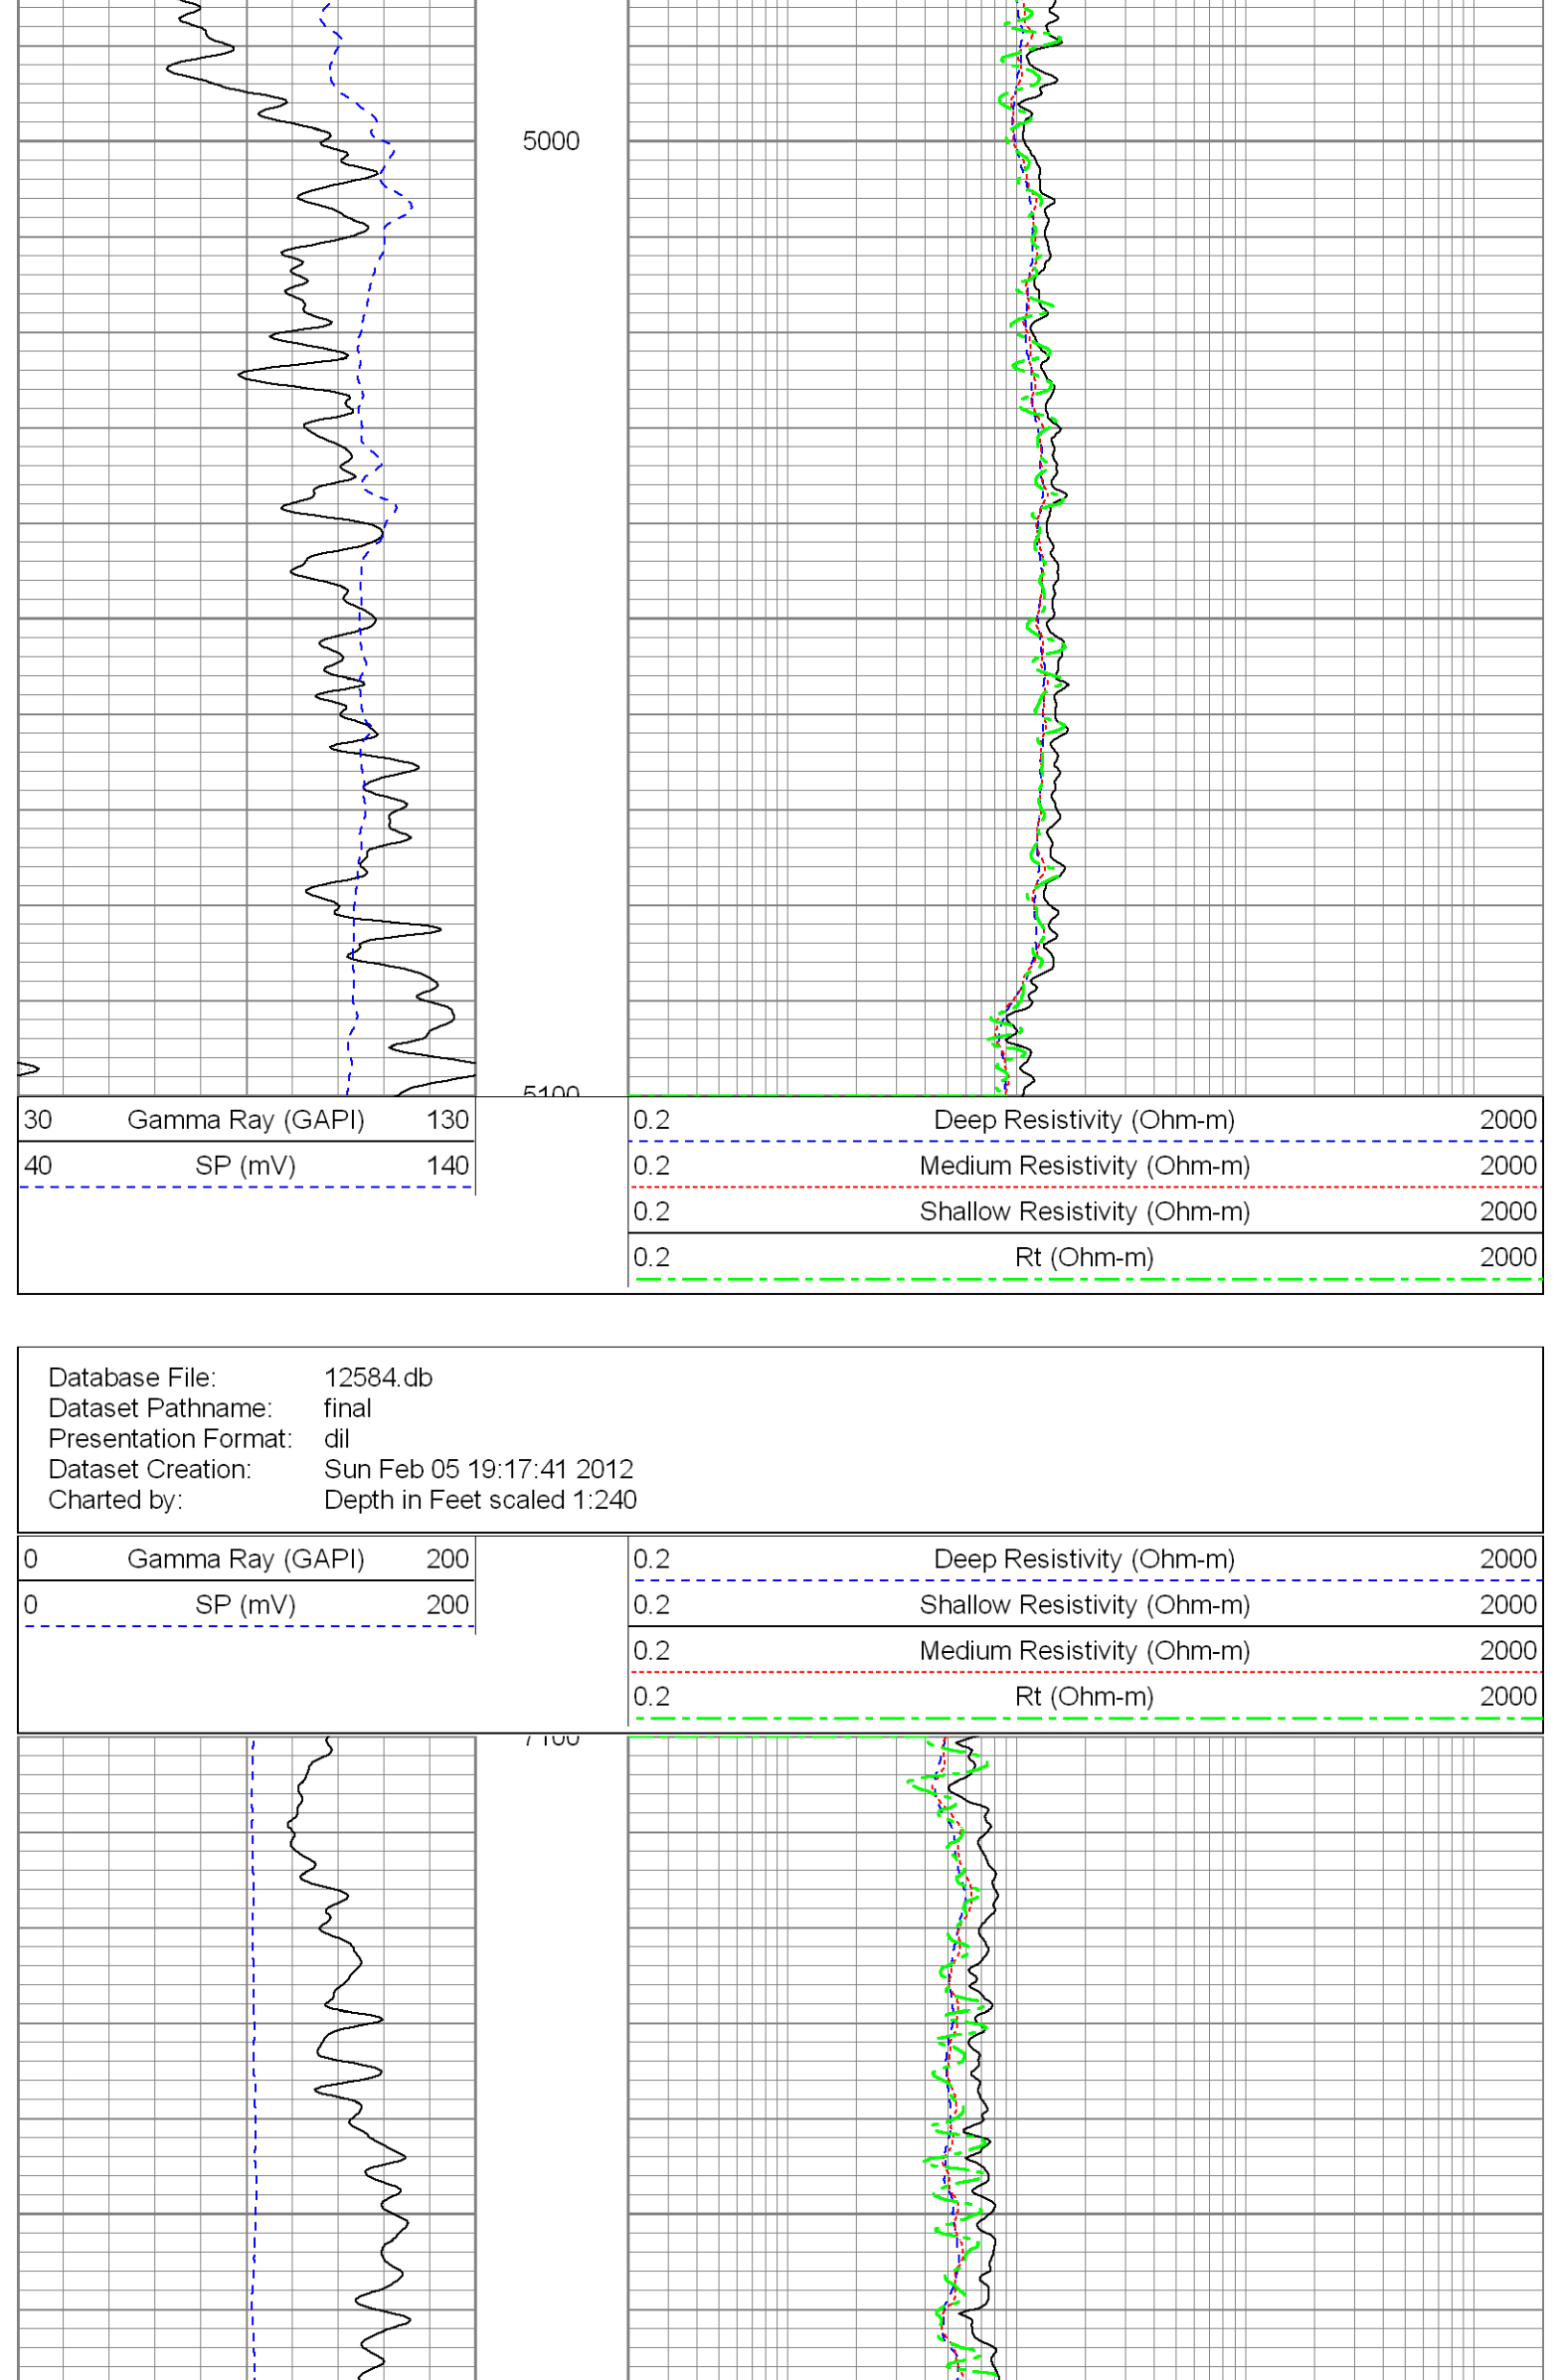 5000
5100
30 Gamma Ray (GAPI) 130
0.2 Deep Resistivity (Ohm-m) 2000
40 SP (mV) 140
0.2 Medium Resistivity (Ohm-m) 2000
0.2 Shallow Resistivity (Ohm-m) 2000
0.2 Rt (Ohm-m) 2000
Database File: 12584.db
Dataset Pathname: final
Presentation Format: dil
Dataset Creation: Sun Feb 05 19:17:41 2012
Charted by: Depth in Feet scaled 1:240
0 Gamma Ray (GAPI) 200
0.2 Deep Resistivity (Ohm-m) 2000
0 SP (mV) 200
0.2 Shallow Resistivity (Ohm-m) 2000
0.2 Medium Resistivity (Ohm-m) 2000
0.2 Rt (Ohm-m) 2000
7100